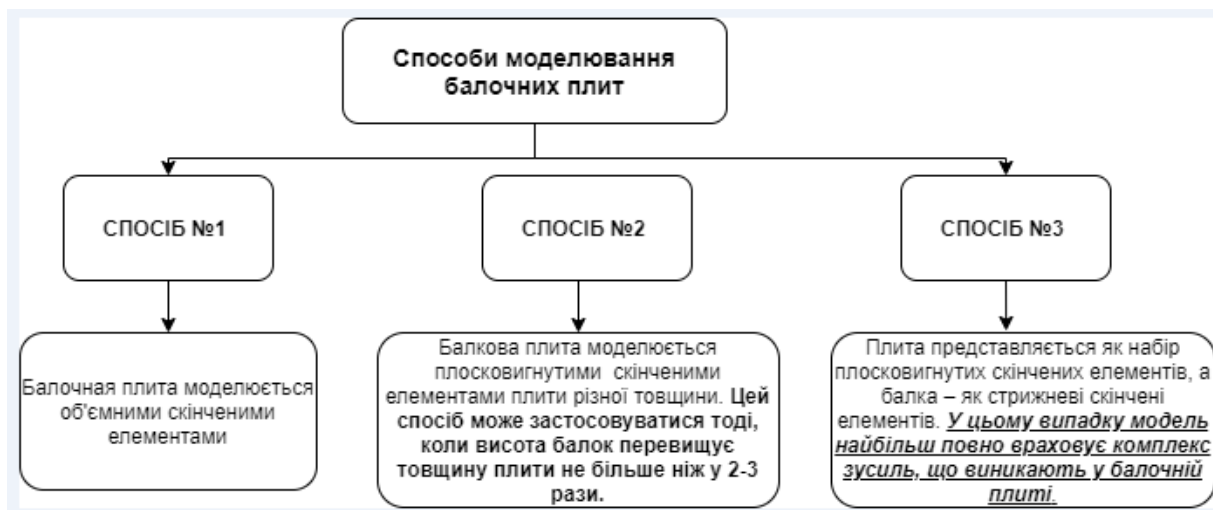 Способи моделювання
балочних плит
СПОСІБ №1
СПОСІБ №2
СПОСІБ №3
Балочная плита моделюється
об'ємними скінченими
елементами
Балкова плита моделюється
плосковигнутими скінченими
елементами плити різної товщини. Цей
спосіб може застосовуватися тоді,
коли висота балок перевищує
товщину плити не більше ніж у 2-3
рази.
Плита представляється як набір
плосковигнутих скінчених елементів, а
балка – як стрижневі скінчені
елементів. У цьому випадку модель
найбільш повно враховує комплекс
зусиль, що виникають у балочній
плиті.